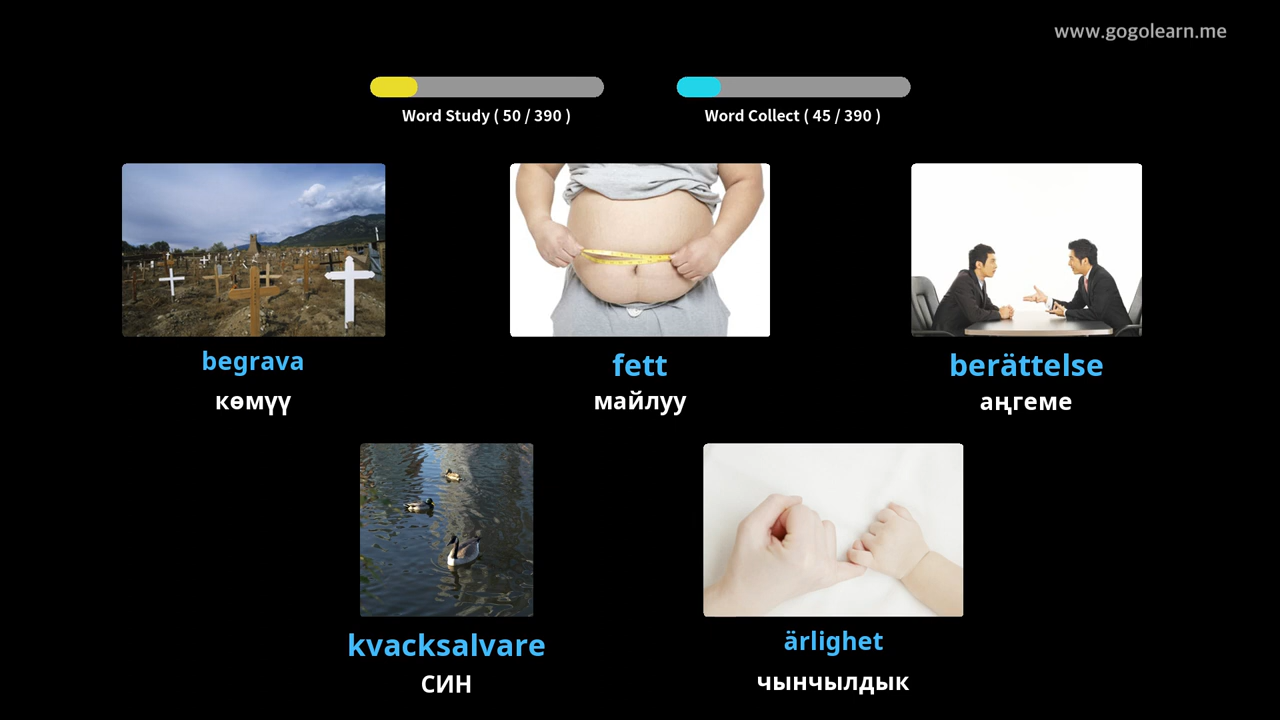 www.gogolearn.me
Word Study ( 50 / 390 )
Word Collect ( 45 / 390 )
begrava
көмүү
fett
майлуу
berättelse
аңгеме
kvacksalvare
СИН
ärlighet
чынчылдык